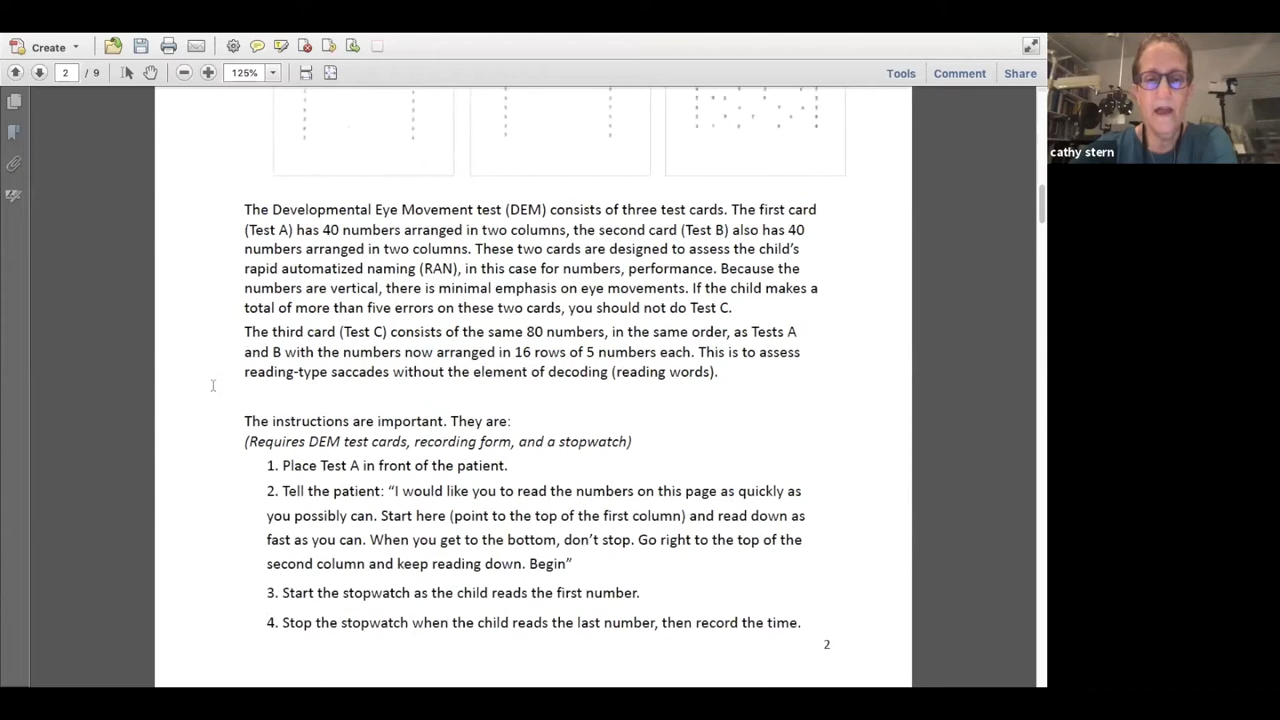 Create
2 / 9
125%
Tools
Comment
Share
cathy stern
The Developmental Eye Movement test (DEM) consists of three test cards. The first card
(Test A) has 40 numbers arranged in two columns, the second card (Test B) also has 40
numbers arranged in two columns. These two cards are designed to assess the child’s
rapid automatized naming (RAN), in this case for numbers, performance. Because the
numbers are vertical, there is minimal emphasis on eye movements. If the child makes a
total of more than five errors on these two cards, you should not do Test C.
The third card (Test C) consists of the same 80 numbers, in the same order, as Tests A
and B with the numbers now arranged in 16 rows of 5 numbers each. This is to assess
reading-type saccades without the element of decoding (reading words).
The instructions are important. They are:
(Requires DEM test cards, recording form, and a stopwatch)
1. Place Test A in front of the patient.
2. Tell the patient: “I would like you to read the numbers on this page as quickly as
you possibly can. Start here (point to the top of the first column) and read down as
fast as you can. When you get to the bottom, don’t stop. Go right to the top of the
second column and keep reading down. Begin”
3. Start the stopwatch as the child reads the first number.
4. Stop the stopwatch when the child reads the last number, then record the time.
2